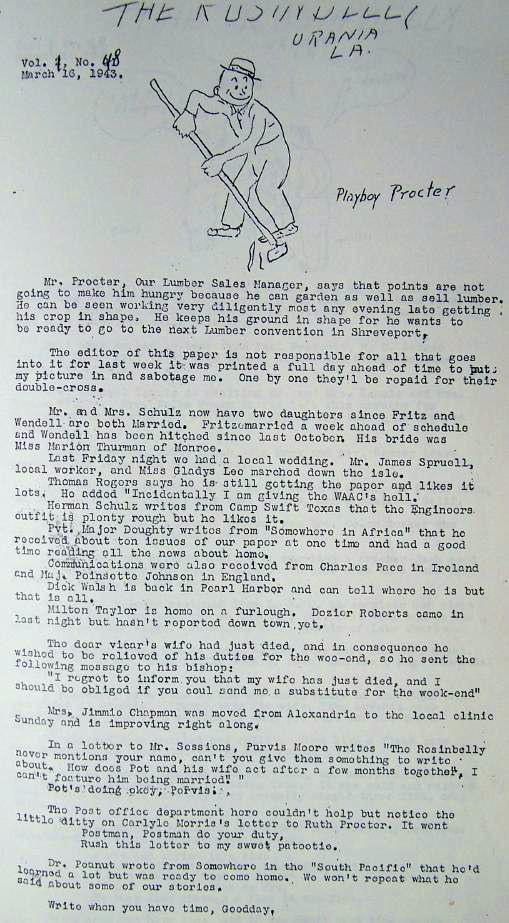 THE ROSINBELLY
URANIA
LA.
Vol. 1, No. 48
March 16, 1943.
Playboy Procter
Mr. Procter, Our Lumber Sales Manager, says that points are not
going to make him hungry because he can garden as well as sell lumber.
He can be seen working very diligently most any evening late getting
his crop in shape. He keeps his ground in shape for he wants to
be ready to go to the next Lumber convention in Shreveport.
The editor of this paper is not responsible for all that goes
into it for last week it was printed a full day ahead of time to put
my picture in and sabotage me. One by one they'll be repaid for their
double-cross.
Mr. and Mrs. Schulz now have two daughters since Fritz and
Wendell are both Married. Fritz married a week ahead of schedule
and Wendell has been hitched since last October. His bride was
Miss Marion Thurman of Monroe.
Last Friday night we had a local wedding. Mr. James Spruell,
local worker, and Miss Gladys Lee marched down the isle.
Thomas Rogers says he is still getting the paper and likes it
lots. He added "Incidentally I am giving the WAAC's hell.
Herman Schulz writes from Camp Swift Texas that the Engineers
outfit is plenty rough but he likes it.
Pvt. Major Doughty writes from "Somewhere in Africa" that he
received about ten issues of our paper at one time and had a good
time reading all the news about home.
Communications were also received from Charles Pace in Ireland
and Maj. Poinsette Johnson in England.
Dick Walsh is back in Pearl Harbor and can tell where he is but
that is all.
Milton Taylor is home on a furlough. Dozier Roberts came in
last night but hasn't reported down town yet.
The dear vicar's wife had just died, and in consequence he
wished to be relieved of his duties for the wee-end, so he sent the
following message to his bishop:
"I regret to inform you that my wife has just died, and I
should be obliged if you coul send me a substitute for the week-end"
Mrs. Jimmie Chapman was moved from Alexandria to the local clinic
Sunday and is improving right along.
In a letter to Mr. Sessions, Purvis Moore writes "The Rosinbelly
never mentions your name, can't you give them something to write
about. How does Pot and his wife act after a few months together, I
can't feature him being married! "
Pot's doing okey, Purvis.
The Post office department here couldn't help but notice the
little ditty on Carlyle Morris's letter to Ruth Proctor. It went
Postman, Postman do your duty,
Rush this letter to my sweet patootie.
Dr. Peanut wrote from Somewhere in the "South Pacific" that he'd
learned a lot but was ready to come home. We won't repeat what he
said about some of our stories.
Write when you have time, Goodday,